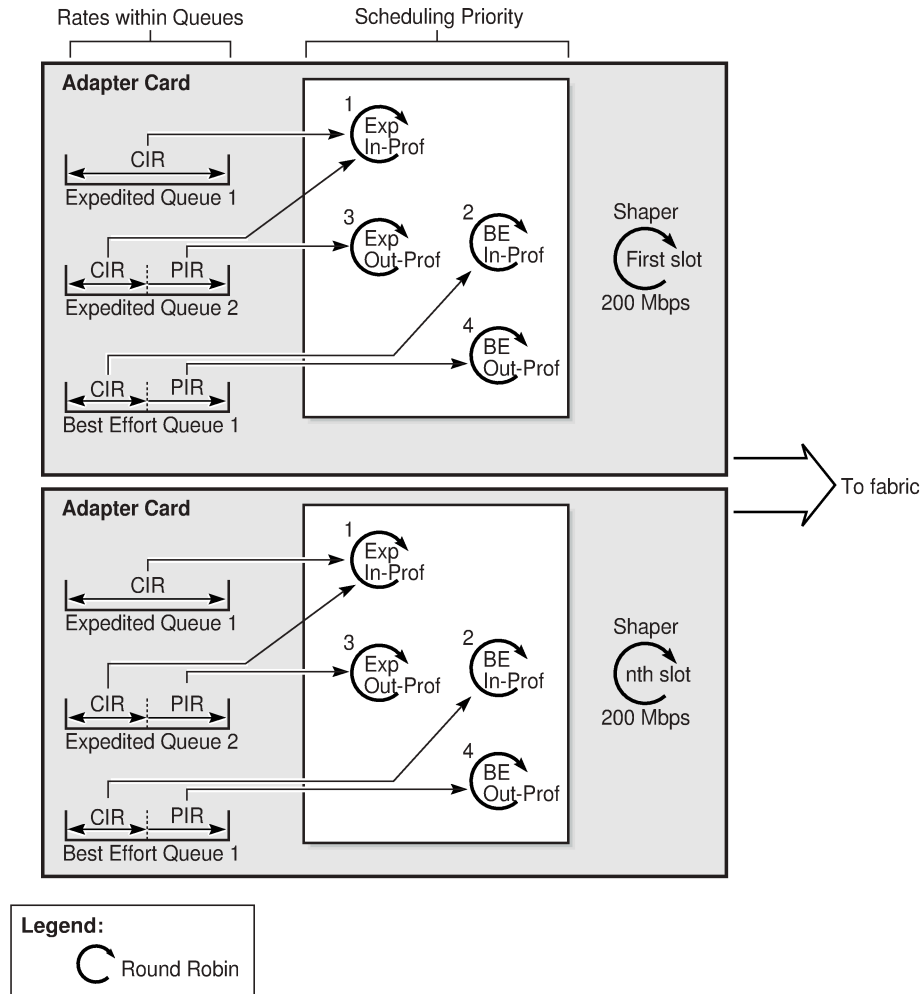 Rates within Queues
Scheduling Priority
Adapter Card
CIR
Expedited Queue 1
CIR
PIR
Expedited Queue 2
CIR
PIR
Best Effort Queue 1
1
Exp
In-Prof
3
Exp
Out-Prof
2
BE
In-Prof
4
BE
Out-Prof
Shaper
First slot
200 Mbps
To fabric
Adapter Card
CIR
Expedited Queue 1
CIR
PIR
Expedited Queue 2
CIR
PIR
Best Effort Queue 1
1
Exp
In-Prof
3
Exp
Out-Prof
2
BE
In-Prof
4
BE
Out-Prof
Shaper
nth slot
200 Mbps
Legend:
Round Robin